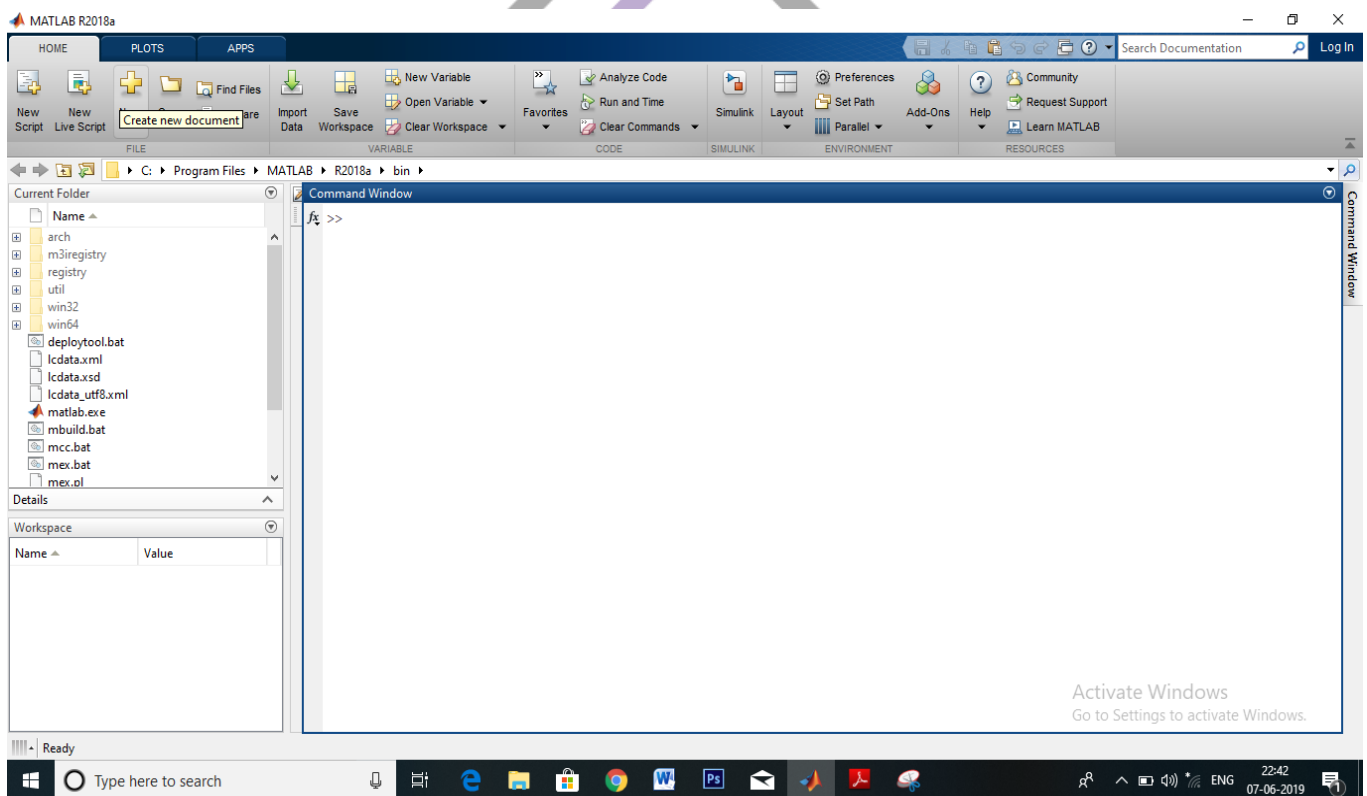 MATLAB R2018a
HOME PLOTS APPS
Search Documentation
Log In
New Script
New Live Script
Create new document
Find Files
Import Data
Save Workspace
New Variable
Open Variable
Clear Workspace
Favorites
Analyze Code
Run and Time
Clear Commands
Simulink
Layout
Preferences
Set Path
Parallel
Add-Ons
Help
Community
Request Support
Learn MATLAB
FILE VARIABLE CODE SIMULINK ENVIRONMENT RESOURCES
C: Program Files MATLAB R2018a bin
Current Folder
Name
arch
m3iregistry
registry
util
win32
win64
deploytool.bat
lcdata.xml
lcdata.xsd
lcdata_utf8.xml
matlab.exe
mbuild.bat
mcc.bat
mex.bat
mex.pl
Details
Workspace
Name Value
Command Window
fx >>
Command Window
Activate Windows
Go to Settings to activate Windows.
Ready
Type here to search
W
Ps
ENG
22:42
07-06-2019
1